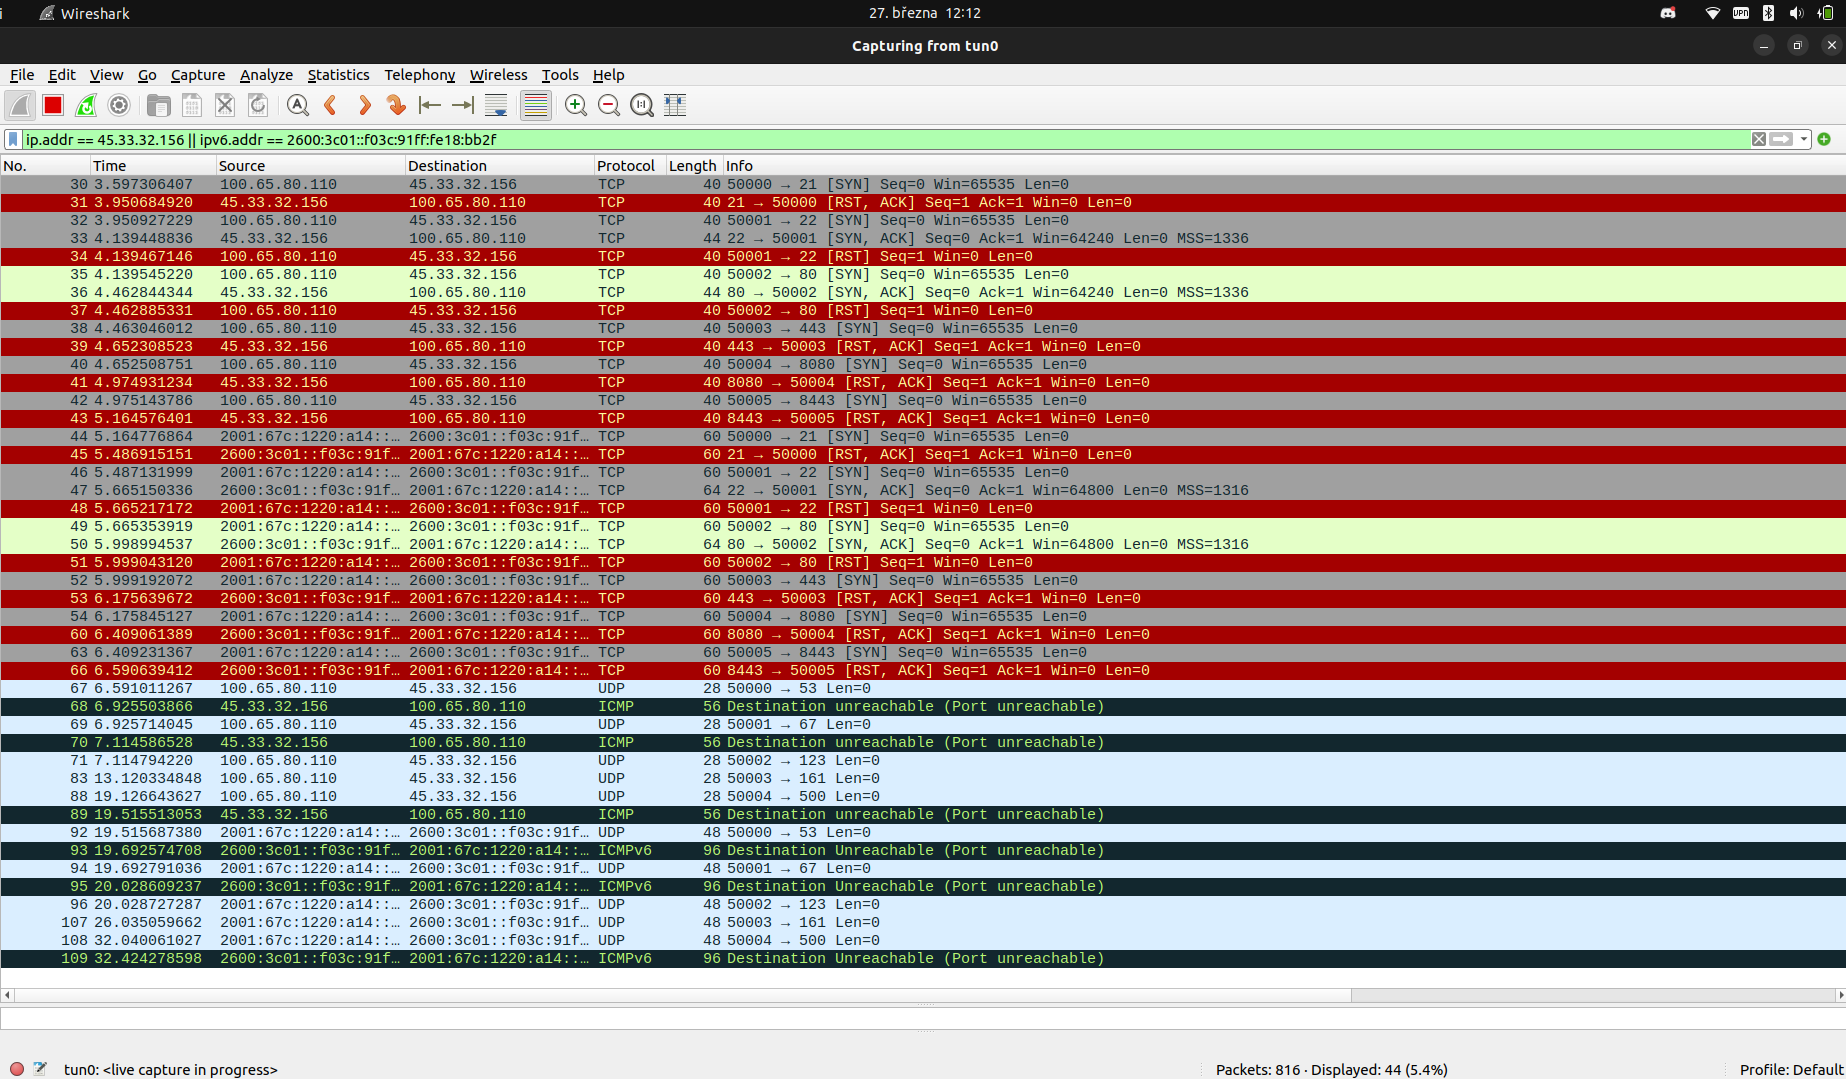 i Wireshark 27. března 12:12 VPN
Capturing from tun0
File Edit View Go Capture Analyze Statistics Telephony Wireless Tools Help
ip.addr == 45.33.32.156 || ipv6.addr == 2600:3c01::f03c:91ff:fe18:bb2f
No. Time Source Destination Protocol Length Info
30 3.597306407 100.65.80.110 45.33.32.156 TCP 40 50000 → 21 [SYN] Seq=0 Win=65535 Len=0
31 3.950684920 45.33.32.156 100.65.80.110 TCP 40 21 → 50000 [RST, ACK] Seq=1 Ack=1 Win=0 Len=0
32 3.950927229 100.65.80.110 45.33.32.156 TCP 40 50001 → 22 [SYN] Seq=0 Win=65535 Len=0
33 4.139448836 45.33.32.156 100.65.80.110 TCP 44 22 → 50001 [SYN, ACK] Seq=0 Ack=1 Win=64240 Len=0 MSS=1336
34 4.139467146 100.65.80.110 45.33.32.156 TCP 40 50001 → 22 [RST] Seq=1 Win=0 Len=0
35 4.139545220 100.65.80.110 45.33.32.156 TCP 40 50002 → 80 [SYN] Seq=0 Win=65535 Len=0
36 4.462844344 45.33.32.156 100.65.80.110 TCP 44 80 → 50002 [SYN, ACK] Seq=0 Ack=1 Win=64240 Len=0 MSS=1336
37 4.462885331 100.65.80.110 45.33.32.156 TCP 40 50002 → 80 [RST] Seq=1 Win=0 Len=0
38 4.463046012 100.65.80.110 45.33.32.156 TCP 40 50003 → 443 [SYN] Seq=0 Win=65535 Len=0
39 4.652308523 45.33.32.156 100.65.80.110 TCP 40 443 → 50003 [RST, ACK] Seq=1 Ack=1 Win=0 Len=0
40 4.652508751 100.65.80.110 45.33.32.156 TCP 40 50004 → 8080 [SYN] Seq=0 Win=65535 Len=0
41 4.974931234 45.33.32.156 100.65.80.110 TCP 40 8080 → 50004 [RST, ACK] Seq=1 Ack=1 Win=0 Len=0
42 4.975143786 100.65.80.110 45.33.32.156 TCP 40 50005 → 8443 [SYN] Seq=0 Win=65535 Len=0
43 5.164576401 45.33.32.156 100.65.80.110 TCP 40 8443 → 50005 [RST, ACK] Seq=1 Ack=1 Win=0 Len=0
44 5.164776864 2001:67c:1220:a14::… 2600:3c01::f03c:91f… TCP 60 50000 → 21 [SYN] Seq=0 Win=65535 Len=0
45 5.486915151 2600:3c01::f03c:91f… 2001:67c:1220:a14::… TCP 60 21 → 50000 [RST, ACK] Seq=1 Ack=1 Win=0 Len=0
46 5.487131999 2001:67c:1220:a14::… 2600:3c01::f03c:91f… TCP 60 50001 → 22 [SYN] Seq=0 Win=65535 Len=0
47 5.665150336 2600:3c01::f03c:91f… 2001:67c:1220:a14::… TCP 64 22 → 50001 [SYN, ACK] Seq=0 Ack=1 Win=64800 Len=0 MSS=1316
48 5.665217172 2001:67c:1220:a14::… 2600:3c01::f03c:91f… TCP 60 50001 → 22 [RST] Seq=1 Win=0 Len=0
49 5.665353919 2001:67c:1220:a14::… 2600:3c01::f03c:91f… TCP 60 50002 → 80 [SYN] Seq=0 Win=65535 Len=0
50 5.998994537 2600:3c01::f03c:91f… 2001:67c:1220:a14::… TCP 64 80 → 50002 [SYN, ACK] Seq=0 Ack=1 Win=64800 Len=0 MSS=1316
51 5.999043120 2001:67c:1220:a14::… 2600:3c01::f03c:91f… TCP 60 50002 → 80 [RST] Seq=1 Win=0 Len=0
52 5.999192072 2001:67c:1220:a14::… 2600:3c01::f03c:91f… TCP 60 50003 → 443 [SYN] Seq=0 Win=65535 Len=0
53 6.175639672 2600:3c01::f03c:91f… 2001:67c:1220:a14::… TCP 60 443 → 50003 [RST, ACK] Seq=1 Ack=1 Win=0 Len=0
54 6.175845127 2001:67c:1220:a14::… 2600:3c01::f03c:91f… TCP 60 50004 → 8080 [SYN] Seq=0 Win=65535 Len=0
60 6.409061389 2600:3c01::f03c:91f… 2001:67c:1220:a14::… TCP 60 8080 → 50004 [RST, ACK] Seq=1 Ack=1 Win=0 Len=0
63 6.409231367 2001:67c:1220:a14::… 2600:3c01::f03c:91f… TCP 60 50005 → 8443 [SYN] Seq=0 Win=65535 Len=0
66 6.590639412 2600:3c01::f03c:91f… 2001:67c:1220:a14::… TCP 60 8443 → 50005 [RST, ACK] Seq=1 Ack=1 Win=0 Len=0
67 6.591011267 100.65.80.110 45.33.32.156 UDP 28 50000 → 53 Len=0
68 6.925503866 45.33.32.156 100.65.80.110 ICMP 56 Destination unreachable (Port unreachable)
69 6.925714045 100.65.80.110 45.33.32.156 UDP 28 50001 → 67 Len=0
70 7.114586528 45.33.32.156 100.65.80.110 ICMP 56 Destination unreachable (Port unreachable)
71 7.114794220 100.65.80.110 45.33.32.156 UDP 28 50002 → 123 Len=0
83 13.120334848 100.65.80.110 45.33.32.156 UDP 28 50003 → 161 Len=0
88 19.126643627 100.65.80.110 45.33.32.156 UDP 28 50004 → 500 Len=0
89 19.515513053 45.33.32.156 100.65.80.110 ICMP 56 Destination unreachable (Port unreachable)
92 19.515687380 2001:67c:1220:a14::… 2600:3c01::f03c:91f… UDP 48 50000 → 53 Len=0
93 19.692574708 2600:3c01::f03c:91f… 2001:67c:1220:a14::… ICMPv6 96 Destination Unreachable (Port unreachable)
94 19.692791036 2001:67c:1220:a14::… 2600:3c01::f03c:91f… UDP 48 50001 → 67 Len=0
95 20.028609237 2600:3c01::f03c:91f… 2001:67c:1220:a14::… ICMPv6 96 Destination Unreachable (Port unreachable)
96 20.028727287 2001:67c:1220:a14::… 2600:3c01::f03c:91f… UDP 48 50002 → 123 Len=0
107 26.035059662 2001:67c:1220:a14::… 2600:3c01::f03c:91f… UDP 48 50003 → 161 Len=0
108 32.040061027 2001:67c:1220:a14::… 2600:3c01::f03c:91f… UDP 48 50004 → 500 Len=0
109 32.424278598 2600:3c01::f03c:91f… 2001:67c:1220:a14::… ICMPv6 96 Destination Unreachable (Port unreachable)
tun0: <live capture in progress> Packets: 816 · Displayed: 44 (5.4%) Profile: Default